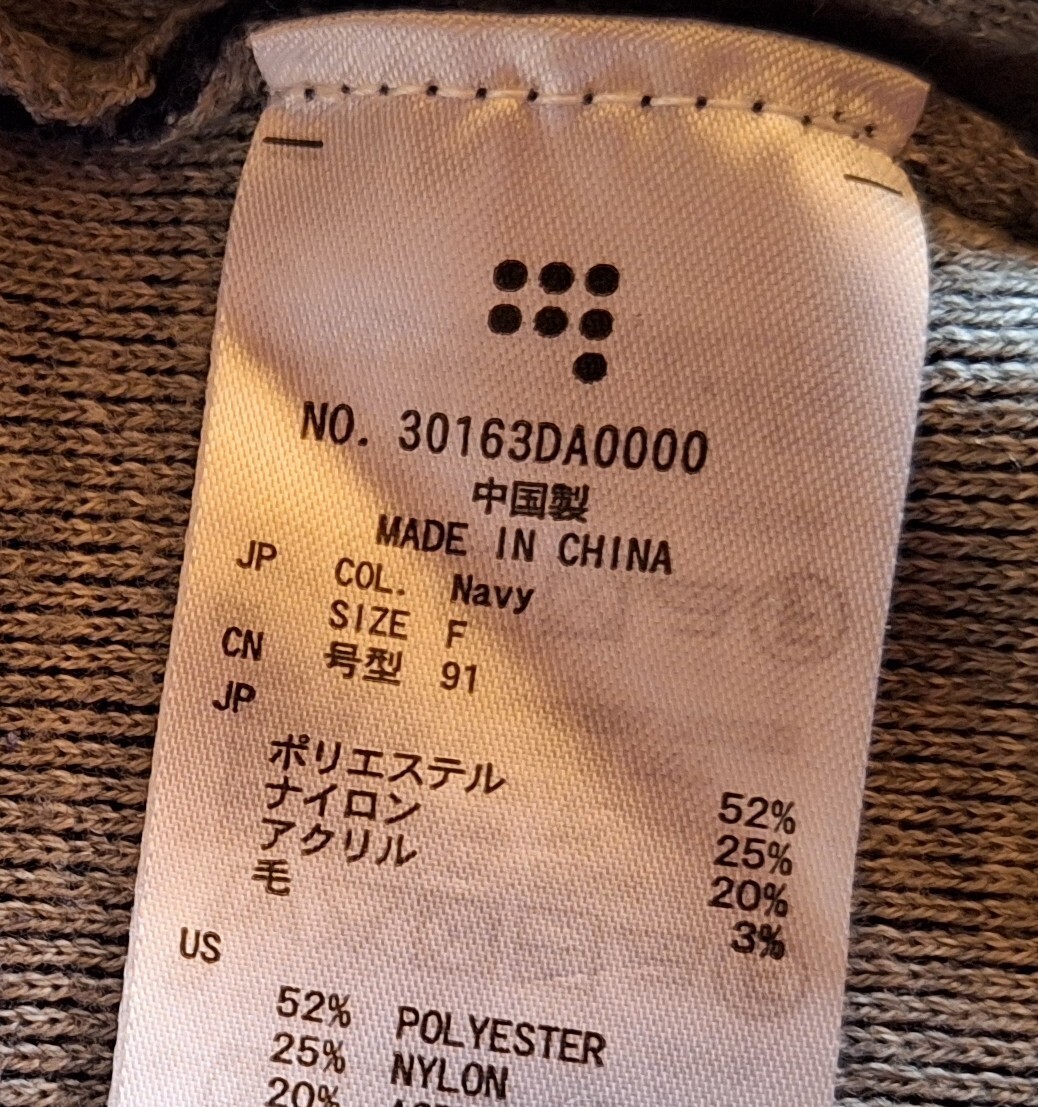 NO. 30163DA0000
中国製
MADE IN CHINA
JP COL. Navy
SIZE F
CN 号型 91
JP
ポリエステル 52%
ナイロン 25%
アクリル 20%
毛 3%
US
52% POLYESTER
25% NYLON
20%